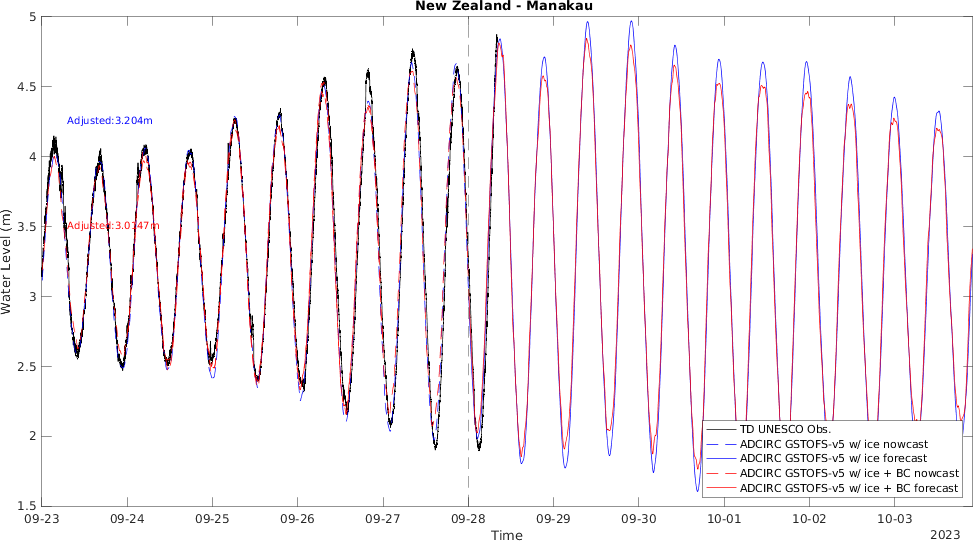 New Zealand - Manakau
5
4.5
Adjusted:3.204m
4
Adjusted:3.0747m
3.5
Water Level (m)
3
2.5
2
1.5
TD UNESCO Obs.
ADCIRC GSTOFS-v5 w/ ice nowcast
ADCIRC GSTOFS-v5 w/ ice forecast
ADCIRC GSTOFS-v5 w/ ice + BC nowcast
ADCIRC GSTOFS-v5 w/ ice + BC forecast
09-23 09-24 09-25 09-26 09-27 09-28 09-29 09-30 10-01 10-02 10-03
Time
2023